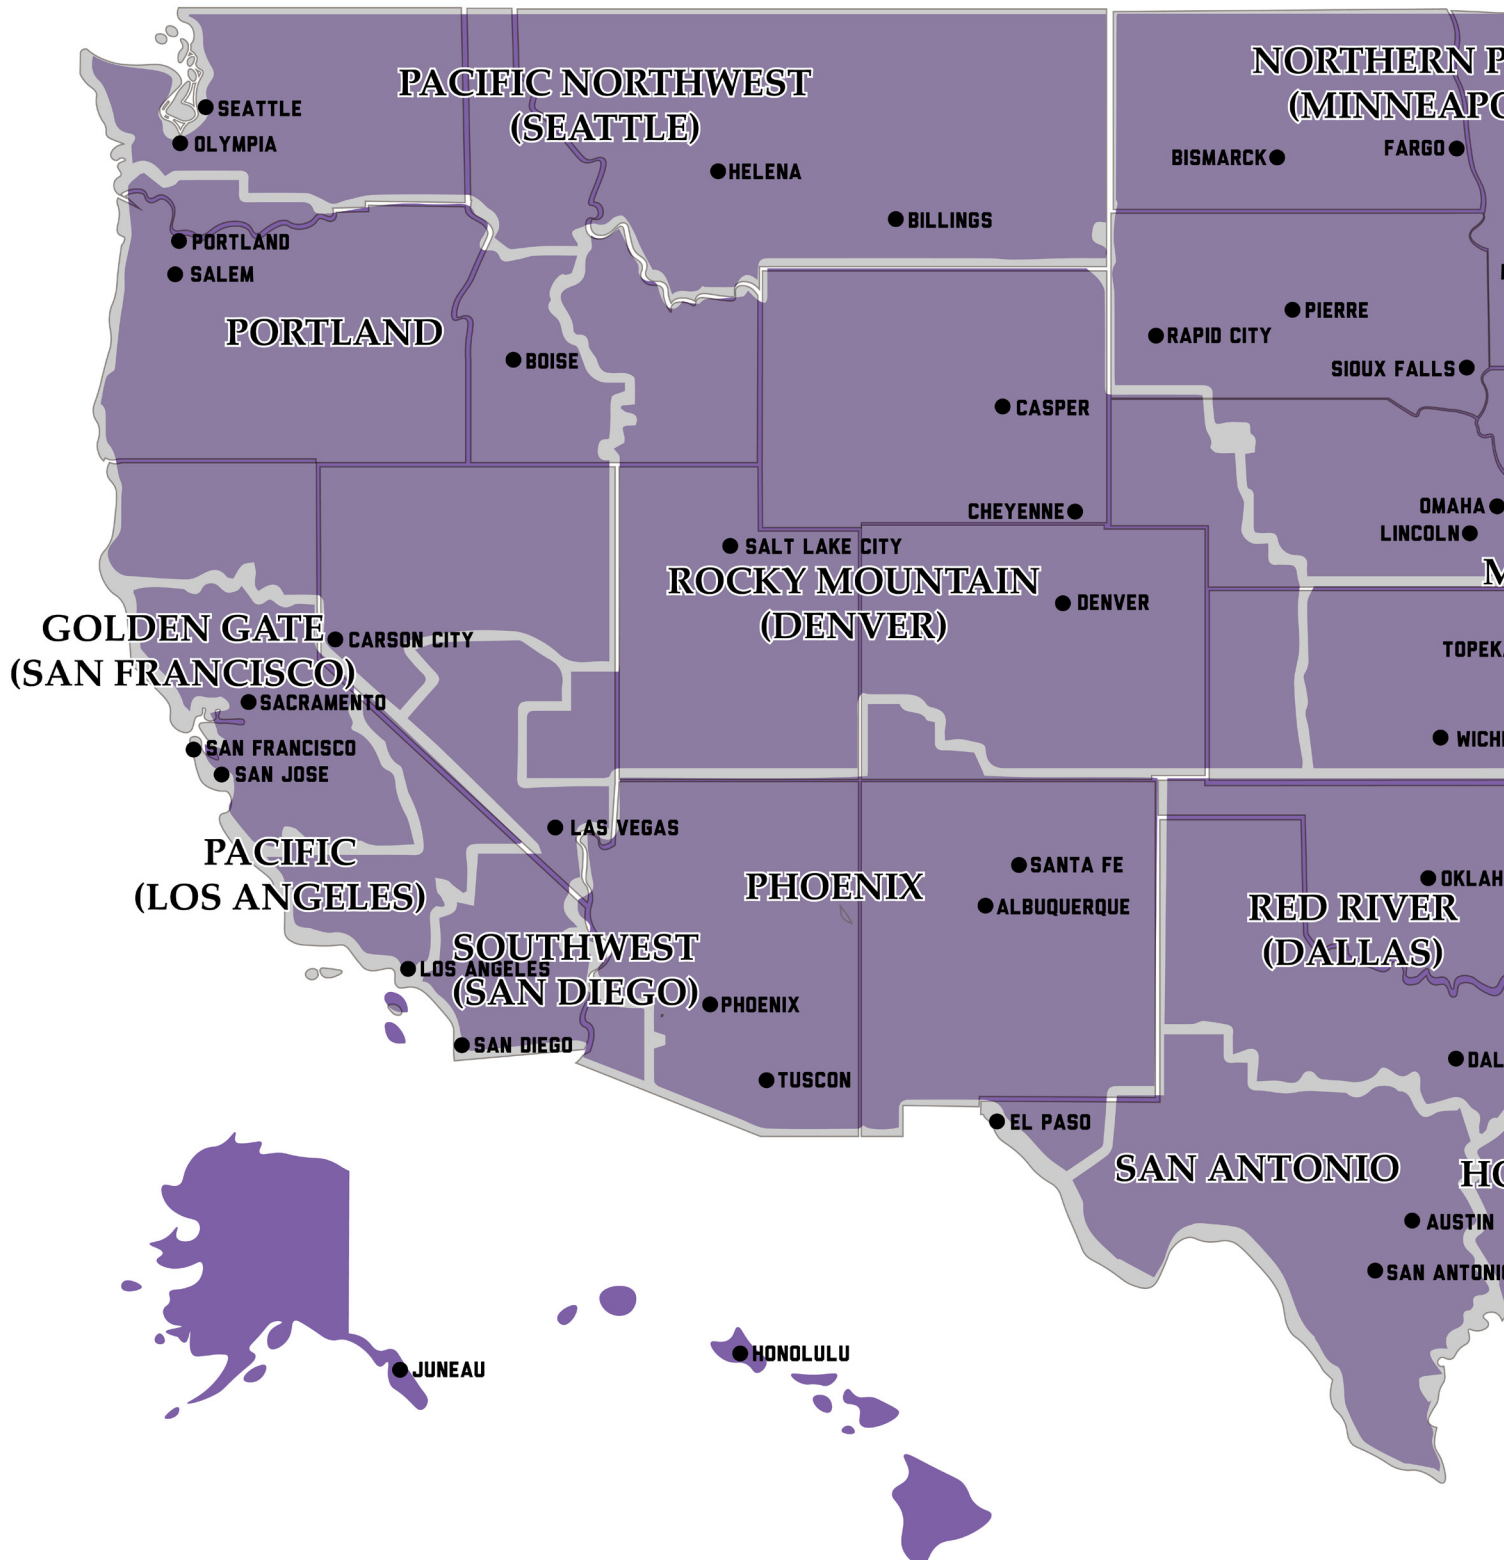 PACIFIC NORTHWEST
(SEATTLE)
NORTHERN P
(MINNEAPO
SEATTLE
OLYMPIA
HELENA
BILLINGS
BISMARCK
FARGO
PORTLAND
SALEM
PORTLAND
BOISE
PIERRE
RAPID CITY
SIOUX FALLS
CASPER
CHEYENNE
OMAHA
LINCOLN
SALT LAKE CITY
ROCKY MOUNTAIN
(DENVER)
DENVER
M
GOLDEN GATE
(SAN FRANCISCO)
CARSON CITY
TOPEK
SACRAMENTO
SAN FRANCISCO
SAN JOSE
WICH
LAS VEGAS
PACIFIC
(LOS ANGELES)
SANTA FE
ALBUQUERQUE
PHOENIX
OKLAH
RED RIVER
(DALLAS)
SOUTHWEST
(SAN DIEGO)
LOS ANGELES
PHOENIX
SAN DIEGO
TUSCON
DAL
EL PASO
SAN ANTONIO
HO
AUSTIN
SAN ANTONI
JUNEAU
HONOLULU